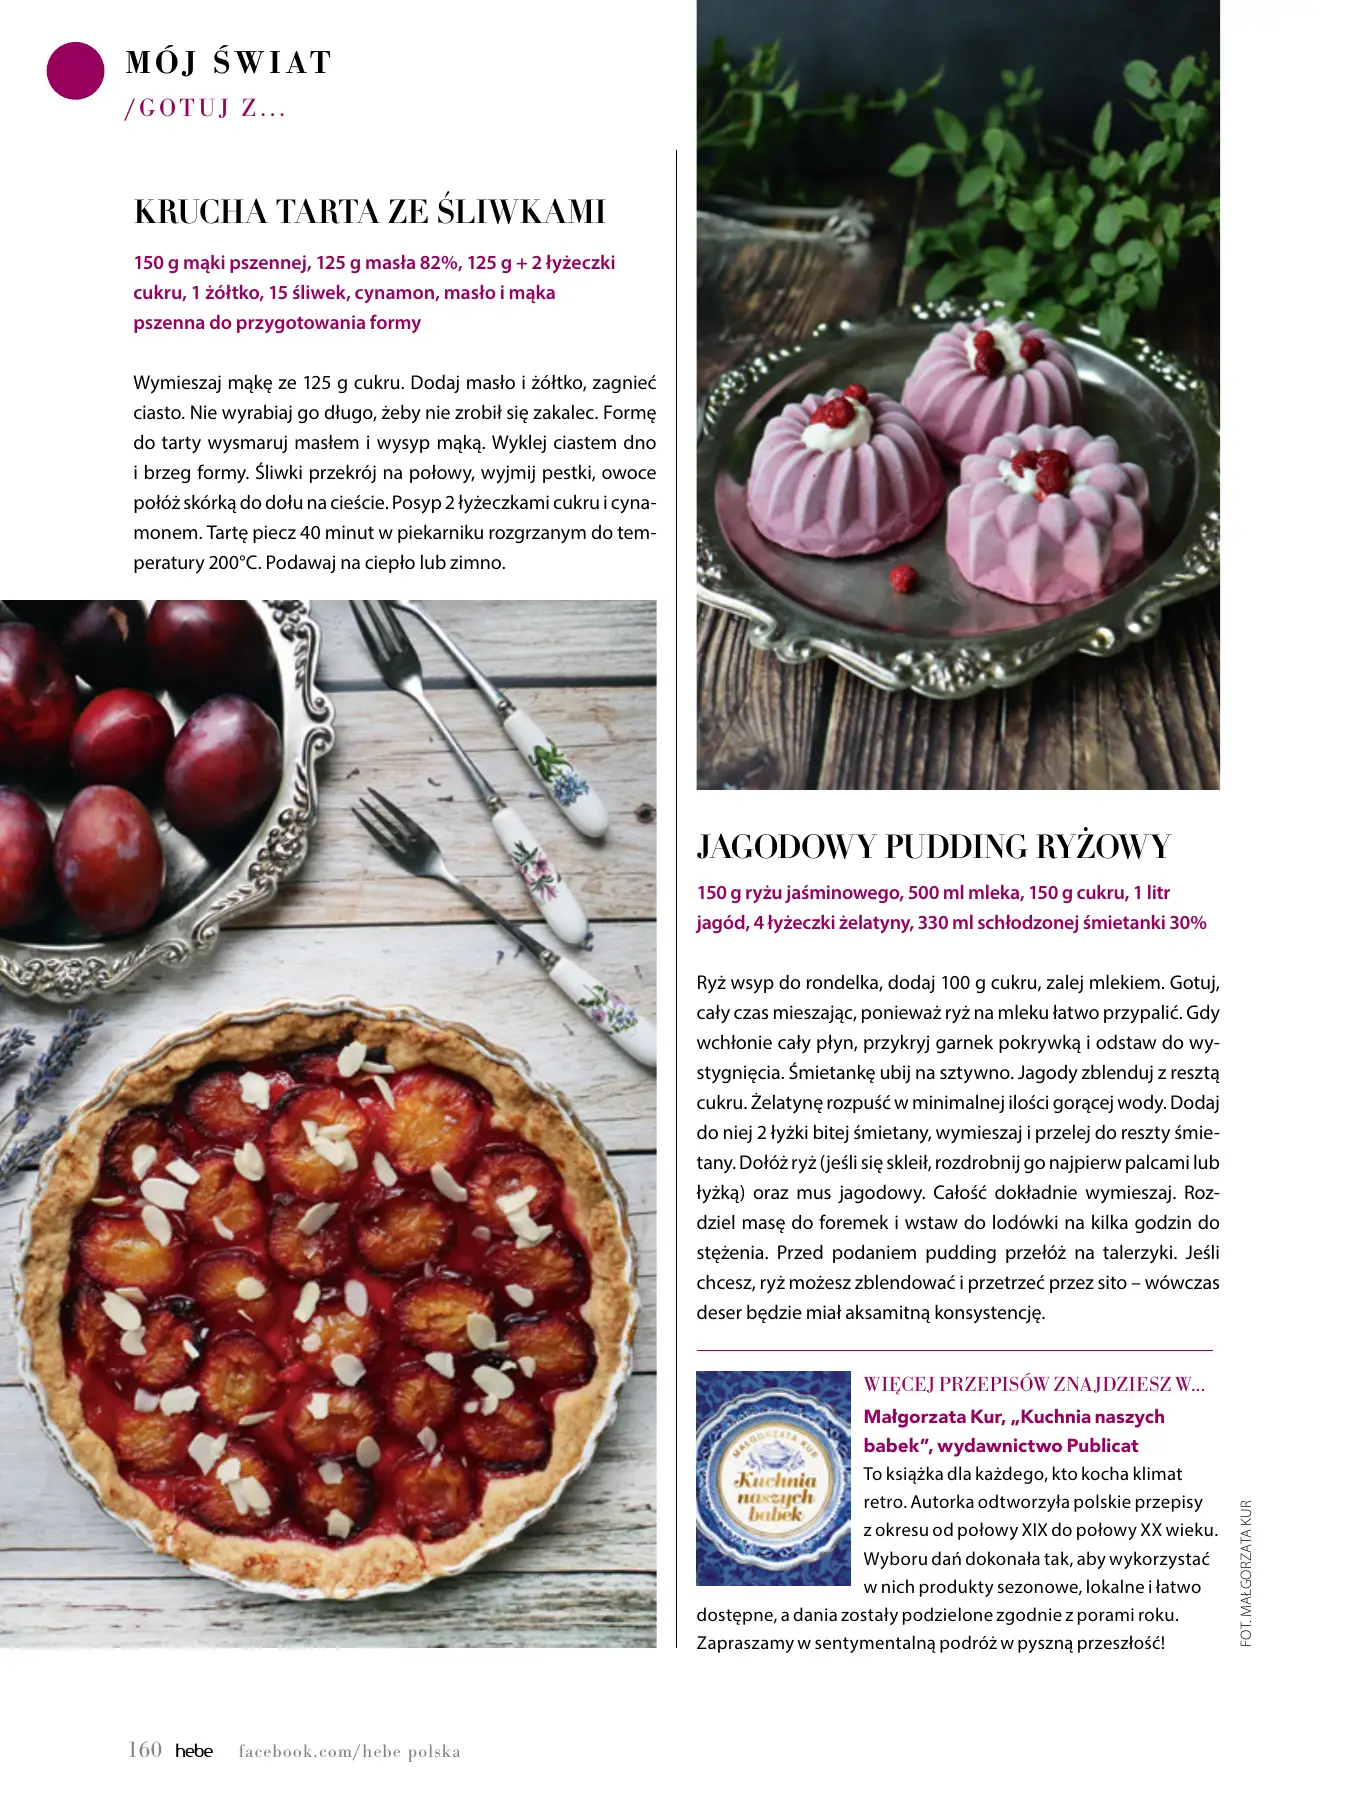 MÓJ ŚWIAT
/GOTUJ Z...
KRUCHA TARTA ZE ŚLIWKAMI
150 g mąki pszennej, 125 g masła 82%, 125 g + 2 łyżeczki
cukru, 1 żółtko, 15 śliwek, cynamon, masło i mąka
pszenna do przygotowania formy
Wymieszaj mąkę ze 125 g cukru. Dodaj masło i żółtko, zagnieć
ciasto. Nie wyrabiaj go długo, żeby nie zrobił się zakalec. Formę
do tarty wysmaruj masłem i wysyp mąką. Wyklej ciastem dno
i brzeg formy. Śliwki przekrój na połowy, wyjmij pestki, owoce
połóż skórką do dołu na cieście. Posyp 2 łyżeczkami cukru i cyna-
monem. Tartę piecz 40 minut w piekarniku rozgrzanym do tem-
peratury 200°C. Podawaj na ciepło lub zimno.
JAGODOWY PUDDING RYŻOWY
150 g ryżu jaśminowego, 500 ml mleka, 150 g cukru, 1 litr
jagód, 4 łyżeczki żelatyny, 330 ml schłodzonej śmietanki 30%
Ryż wsyp do rondelka, dodaj 100 g cukru, zalej mlekiem. Gotuj,
cały czas mieszając, ponieważ ryż na mleku łatwo przypalić. Gdy
wchłonie cały płyn, przykryj garnek pokrywką i odstaw do wy-
stygnięcia. Śmietankę ubij na sztywno. Jagody zblenduj z resztą
cukru. Żelatynę rozpuść w minimalnej ilości gorącej wody. Dodaj
do niej 2 łyżki bitej śmietany, wymieszaj i przelej do reszty śmie-
tany. Dołóż ryż (jeśli się skleił, rozdrobnij go najpierw palcami lub
łyżką) oraz mus jagodowy. Całość dokładnie wymieszaj. Roz-
dziel masę do foremek i wstaw do lodówki na kilka godzin do
stężenia. Przed podaniem pudding przełóż na talerzyki. Jeśli
chcesz, ryż możesz zblendować i przetrzeć przez sito – wówczas
deser będzie miał aksamitną konsystencję.
MAŁGORZATA KUR
Kuchnia
naszych
babek
WIĘCEJ PRZEPISÓW ZNAJDZIESZ W...
Małgorzata Kur, „Kuchnia naszych
babek”, wydawnictwo Publicat
To książka dla każdego, kto kocha klimat
retro. Autorka odtworzyła polskie przepisy
z okresu od połowy XIX do połowy XX wieku.
Wyboru dań dokonała tak, aby wykorzystać
w nich produkty sezonowe, lokalne i łatwo
dostępne, a dania zostały podzielone zgodnie z porami roku.
Zapraszamy w sentymentalną podróż w pyszną przeszłość!
FOT. MAŁGORZATA KUR
160 hebe facebook.com/hebe polska